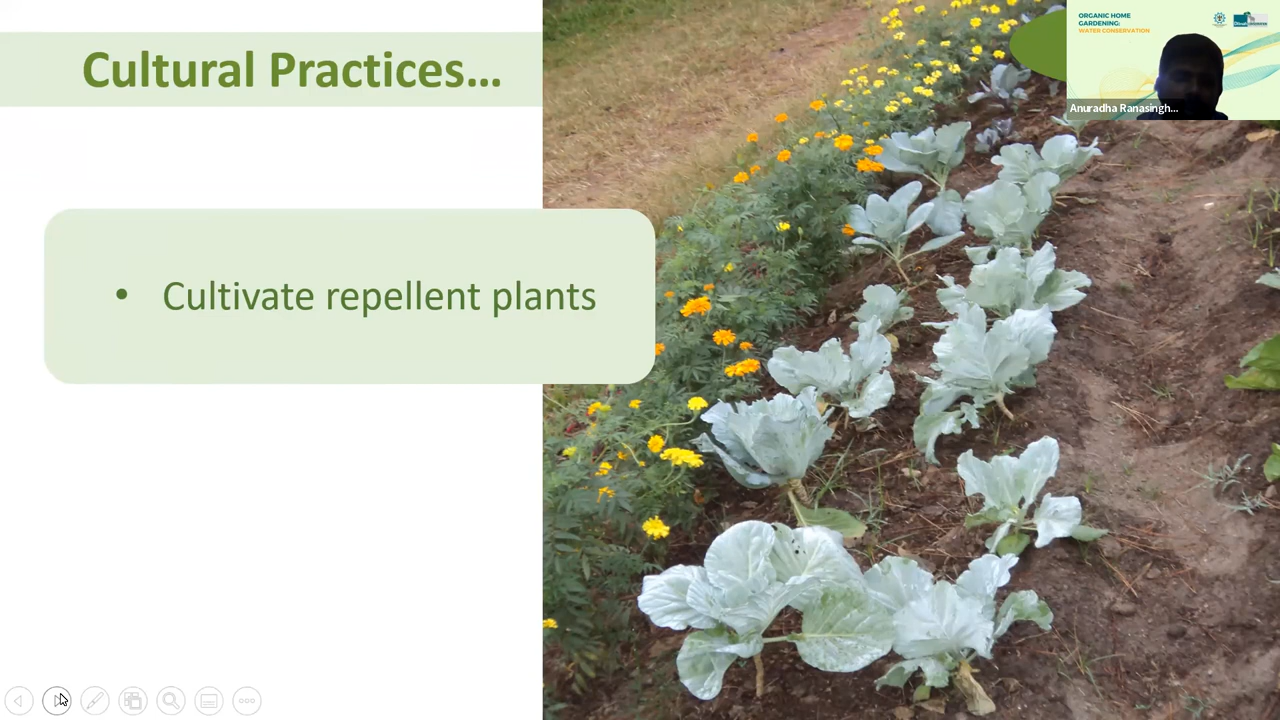 Cultural Practices...
• Cultivate repellent plants
ORGANIC HOME
GARDENING:
WATER CONSERVATION
Anuradha Ranasingh...